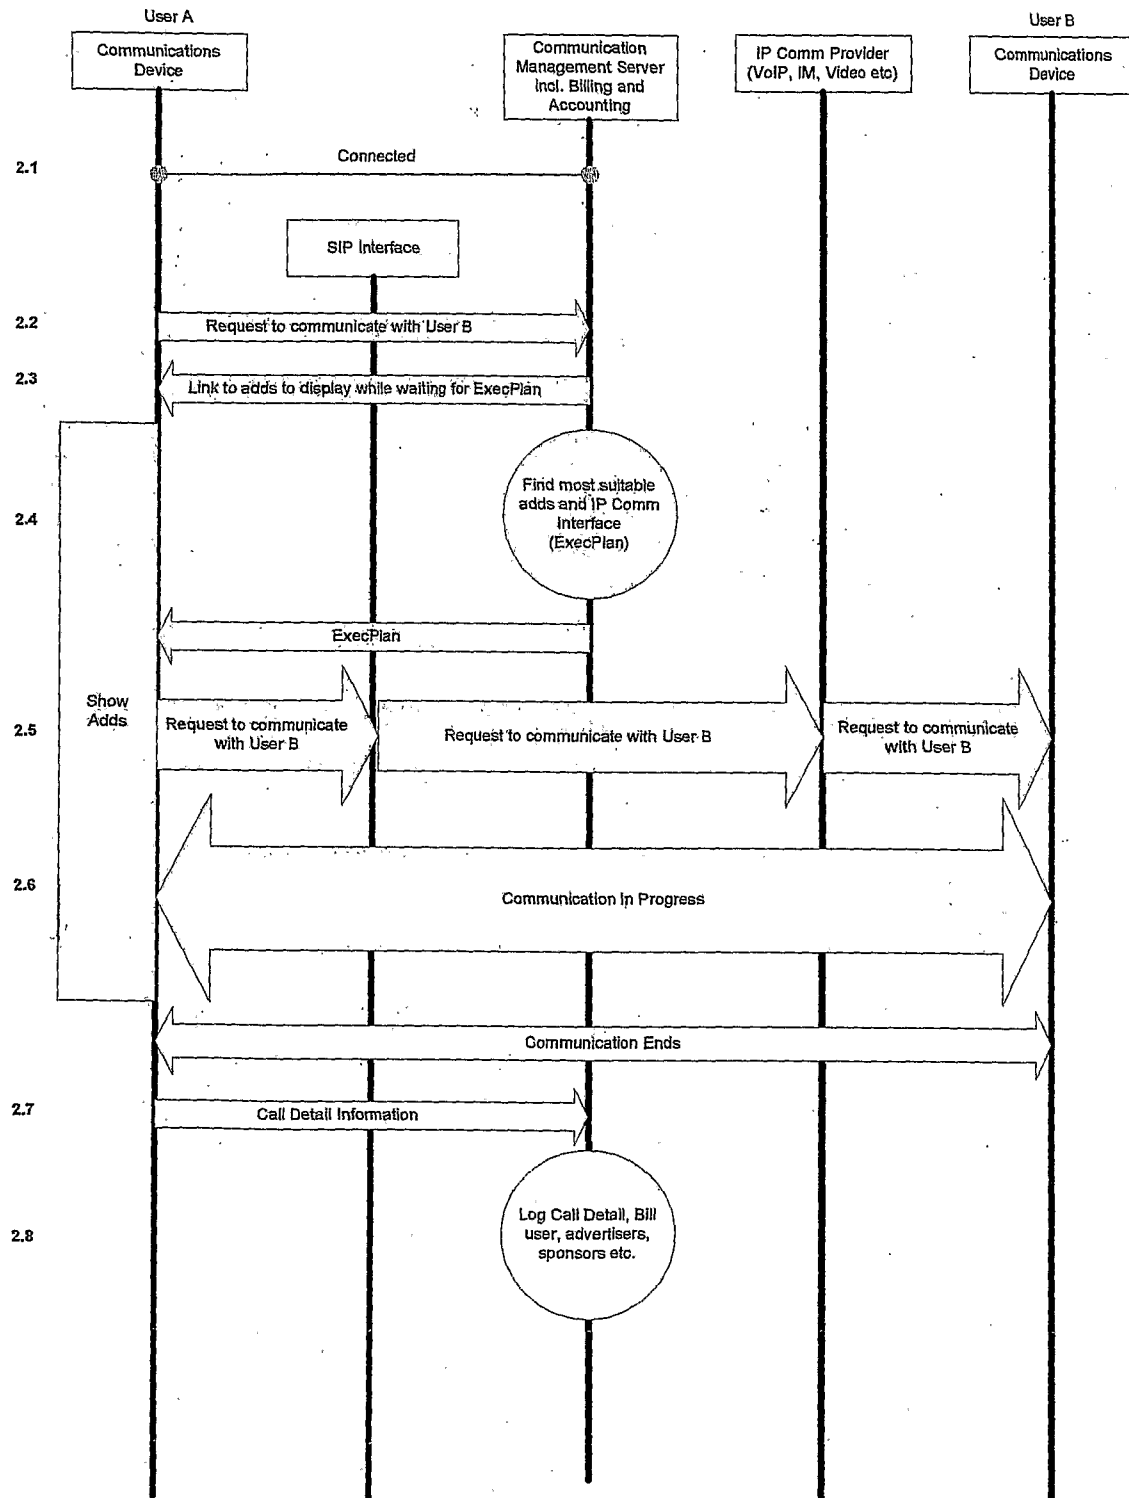 User A
User B
Communications
Device
Communication
Management Server
Incl. Billing and
Accounting
IP Comm Provider
(VoIP, IM, Video etc)
Communications
Device
2.1
Connected
SIP Interface
2.2
Request to communicate with User B
2.3
Link to adds to display while waiting for ExecPlan
2.4
Find most suitable
adds and IP Comm
Interface
(ExecPlan)
ExecPlan
Show
Adds
2.5
Request to communicate
with User B
Request to communicate with User B
Request to communicate
with User B
2.6
Communication In Progress
Communication Ends
2.7
Call Detail Information
2.8
Log Call Detail, Bill
user, advertisers,
sponsors etc.